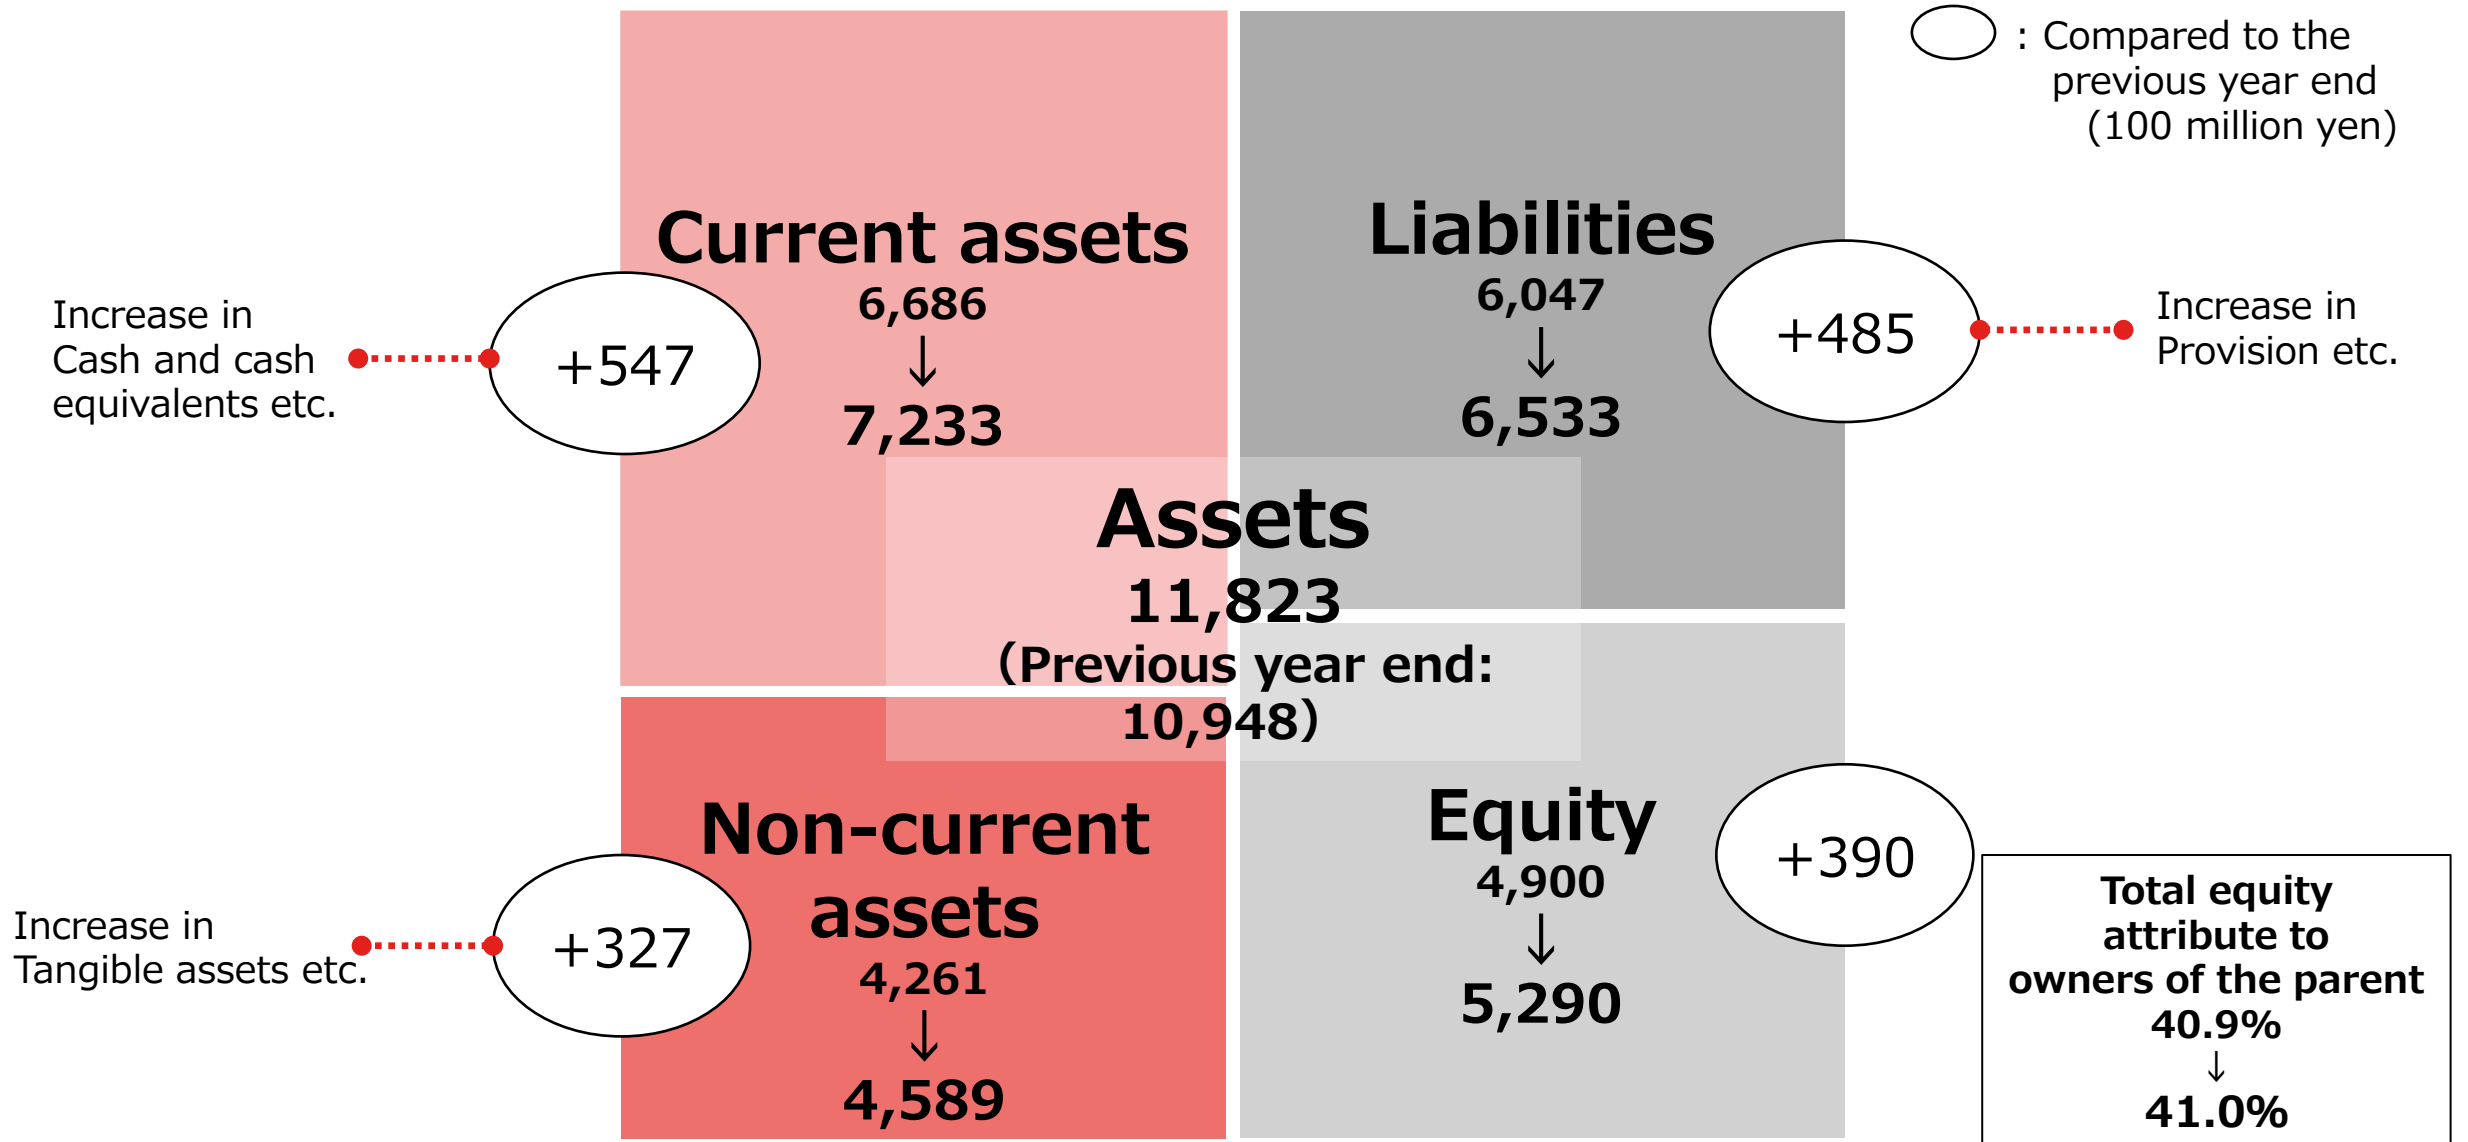 : Compared to the
previous year end
(100 million yen)
Current assets
6,686
↓
7,233
+547
Increase in
Cash and cash
equivalents etc.
Liabilities
6,047
↓
6,533
+485
Increase in
Provision etc.
Assets
11,823
(Previous year end:
10,948)
Non-current
assets
4,261
↓
4,589
+327
Increase in
Tangible assets etc.
Equity
4,900
↓
5,290
+390
Total equity
attribute to
owners of the parent
40.9%
↓
41.0%